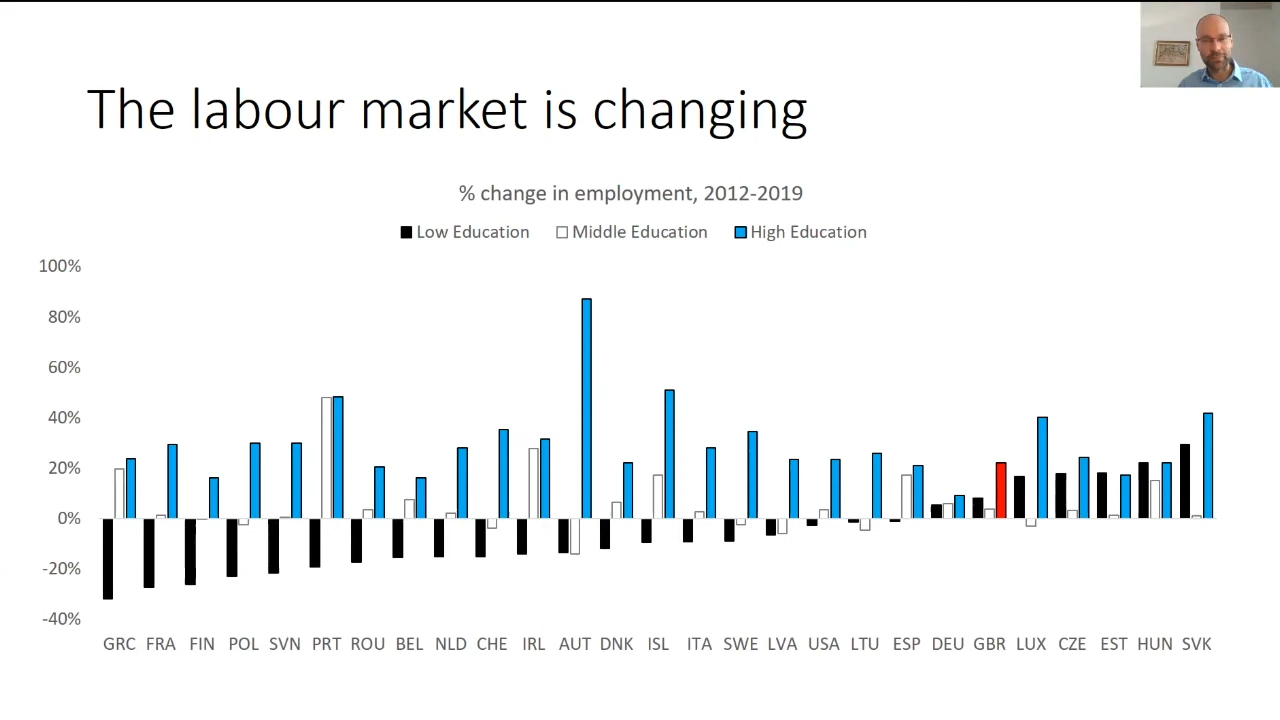 The labour market is changing
% change in employment, 2012-2019
Low Education Middle Education High Education
100%
80%
60%
40%
20%
0%
-20%
-40%
GRC FRA FIN POL SVN PRT ROU BEL NLD CHE IRL AUT DNK ISL ITA SWE LVA USA LTU ESP DEU GBR LUX CZE EST HUN SVK